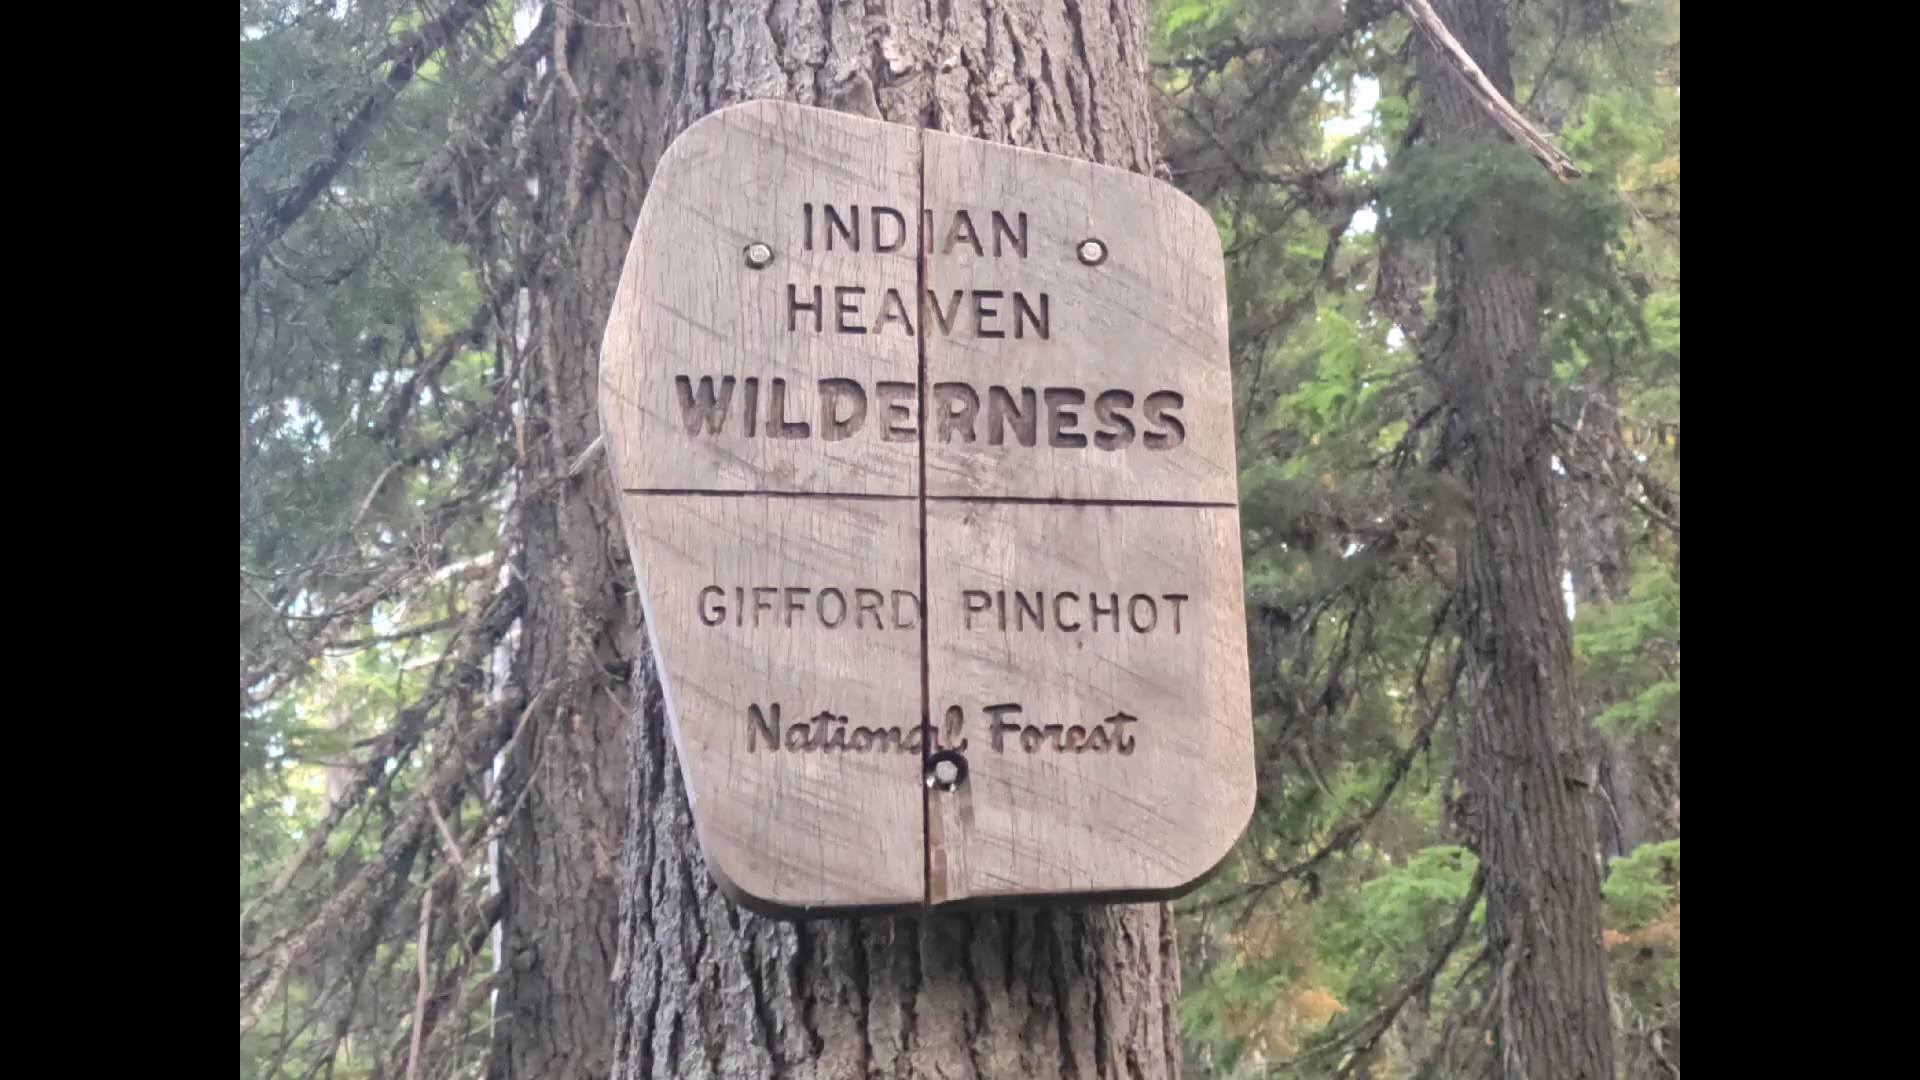 INDIAN
HEAVEN
WILDERNESS
GIFFORD PINCHOT
National Forest